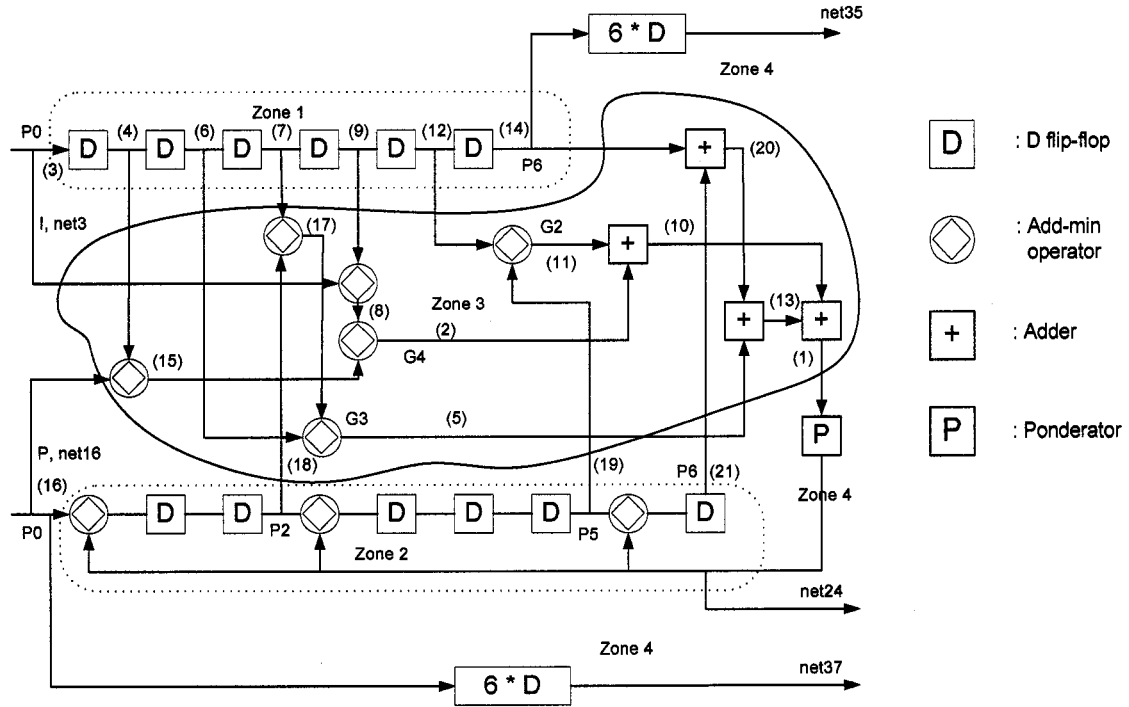 net35
6 * D
Zone 4
Zone 1
P0
(3)
D
(4)
D
(6)
D
(7)
D
(9)
D
(12)
D
(14)
P6
+
(20)
D
: D flip-flop
I, net3
(17)
G2
(11)
+
(10)
: Add-min
operator
(8)
Zone 3
(2)
G4
+
(13)
+
(1)
+
: Adder
(15)
G3
(5)
P
P
: Ponderator
P, net16
(16)
(18)
(19)
P6
(21)
Zone 4
P0
D
D
P2
D
D
D
P5
D
Zone 2
net24
Zone 4
net37
6 * D